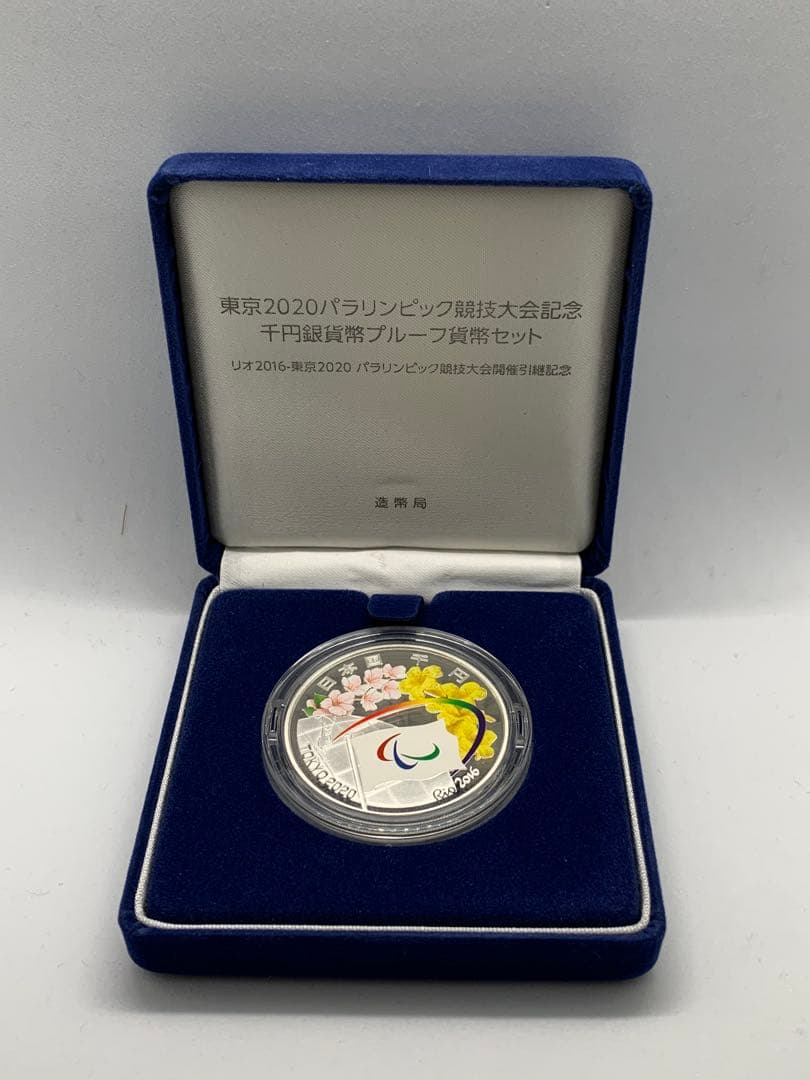 東京2020パラリンピック競技大会記念
千円銀貨幣プルーフ貨幣セット
リオ2016-東京2020 パラリンピック競技大会開催引継記念
造幣局
日本国 千円
TOKYO 2020
Rio2016